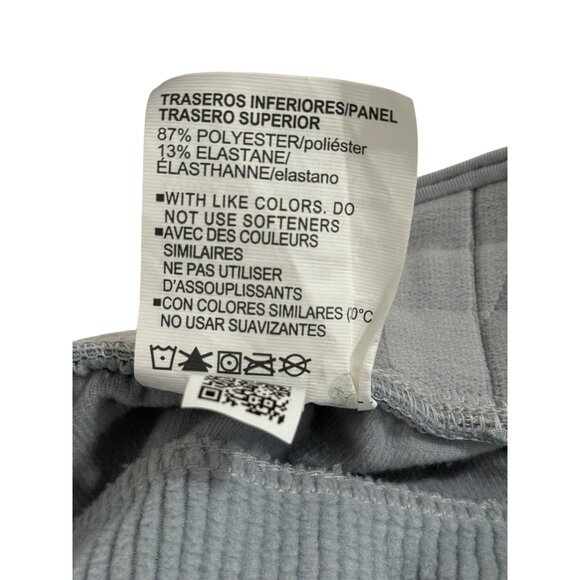 TRASEROS INFERIORES/PANEL
TRASERO SUPERIOR
87% POLYESTER/poliéster
13% ELASTANE/
ÉLASTHANNE/elastano
▪WITH LIKE COLORS. DO
NOT USE SOFTENERS
▪AVEC DES COULEURS
SIMILAIRES
NE PAS UTILISER
D'ASSOUPLISSANTS
▪CON COLORES SIMILARES
NO USAR SUAVIZANTES